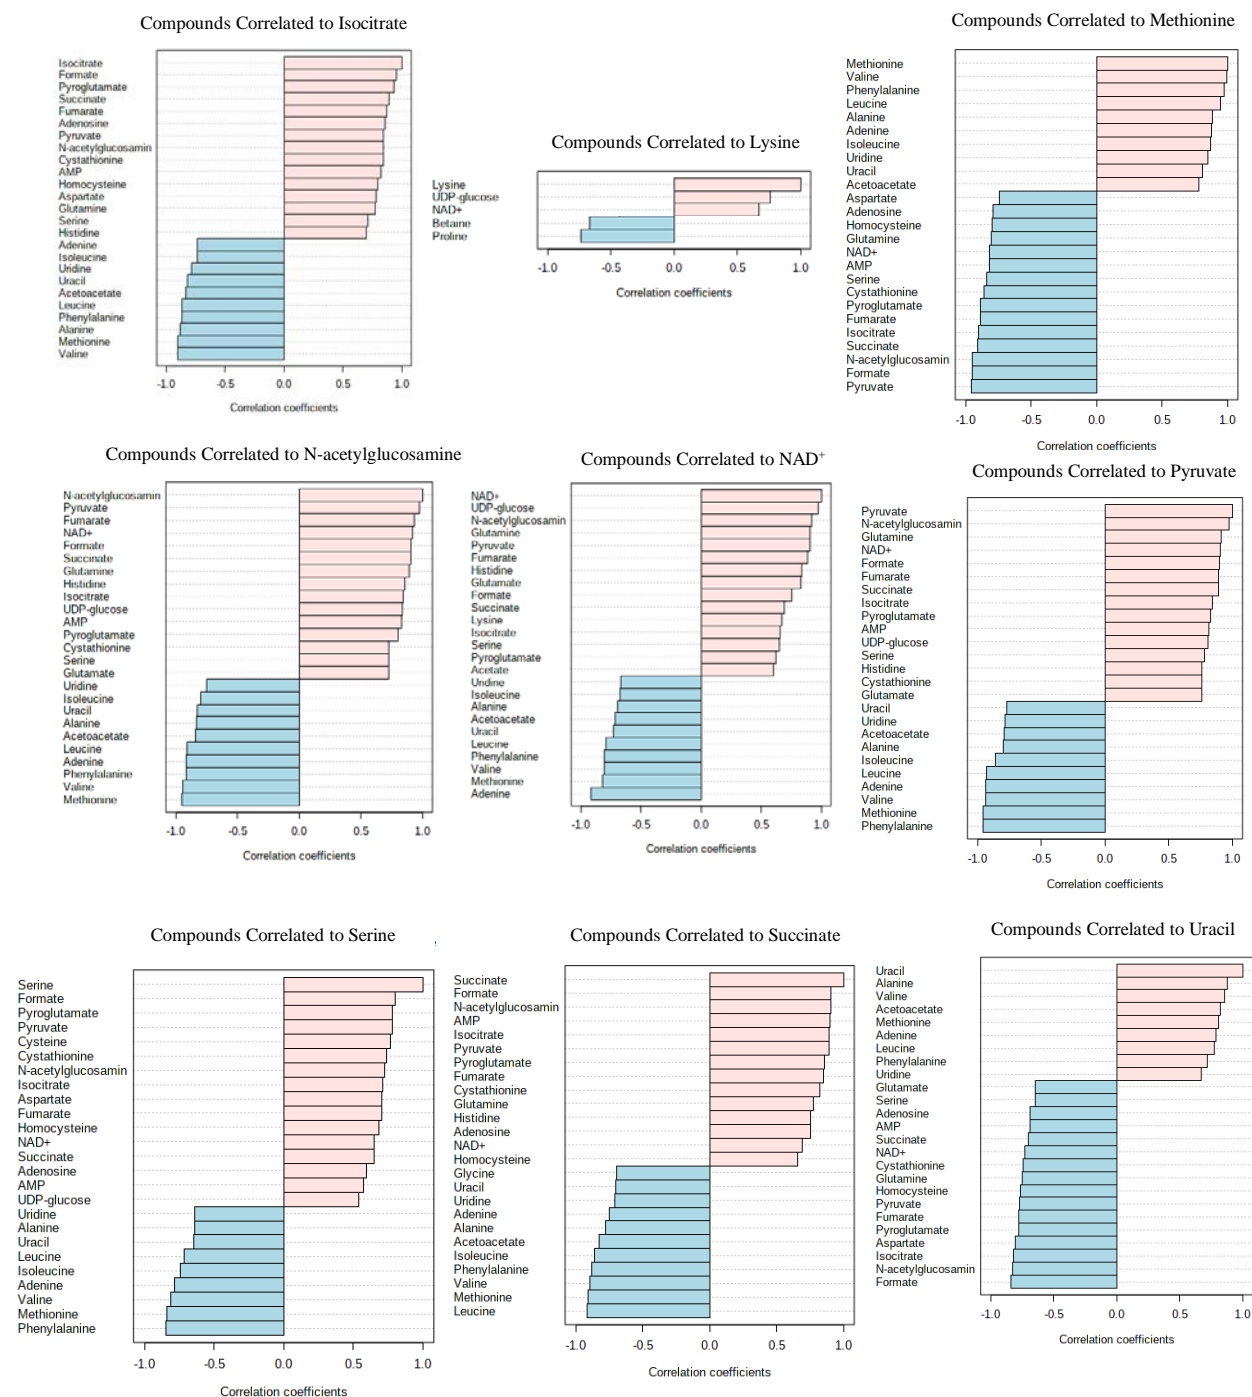 Compounds Correlated to Isocitrate
Isocitrate
Formate
Pyroglutamate
Succinate
Fumarate
Adenosine
Pyruvate
N-acetylglucosamin
Cystathionine
AMP
Homocysteine
Aspartate
Glutamine
Serine
Histidine
Adenine
Isoleucine
Uridine
Uracil
Acetoacetate
Leucine
Phenylalanine
Alanine
Methionine
Valine
-1.0 -0.5 0.0 0.5 1.0
Correlation coefficients
Compounds Correlated to Lysine
Lysine
UDP-glucose
NAD+
Betaine
Proline
-1.0 -0.5 0.0 0.5 1.0
Correlation coefficients
Compounds Correlated to Methionine
Methionine
Valine
Phenylalanine
Leucine
Alanine
Adenine
Isoleucine
Uridine
Uracil
Acetoacetate
Aspartate
Adenosine
Homocysteine
Glutamine
NAD+
AMP
Serine
Cystathionine
Pyroglutamate
Fumarate
Isocitrate
Succinate
N-acetylglucosamin
Formate
Pyruvate
-1.0 -0.5 0.0 0.5 1.0
Correlation coefficients
Compounds Correlated to N-acetylglucosamine
N-acetylglucosamin
Pyruvate
Fumarate
NAD+
Formate
Succinate
Glutamine
Histidine
Isocitrate
UDP-glucose
AMP
Pyroglutamate
Cystathionine
Serine
Glutamate
Uridine
Isoleucine
Uracil
Alanine
Acetoacetate
Leucine
Adenine
Phenylalanine
Valine
Methionine
-1.0 -0.5 0.0 0.5 1.0
Correlation coefficients
Compounds Correlated to NAD+
NAD+
UDP-glucose
N-acetylglucosamin
Glutamine
Pyruvate
Fumarate
Histidine
Glutamate
Formate
Succinate
Lysine
Isocitrate
Serine
Pyroglutamate
Acetate
Uridine
Isoleucine
Alanine
Acetoacetate
Uracil
Leucine
Phenylalanine
Valine
Methionine
Adenine
-1.0 -0.5 0.0 0.5 1.0
Correlation coefficients
Compounds Correlated to Pyruvate
Pyruvate
N-acetylglucosamin
Glutamine
NAD+
Formate
Fumarate
Succinate
Isocitrate
Pyroglutamate
AMP
UDP-glucose
Serine
Histidine
Cystathionine
Glutamate
Uracil
Uridine
Acetoacetate
Alanine
Isoleucine
Leucine
Adenine
Valine
Methionine
Phenylalanine
-1.0 -0.5 0.0 0.5 1.0
Correlation coefficients
Compounds Correlated to Serine
Serine
Formate
Pyroglutamate
Pyruvate
Cysteine
Cystathionine
N-acetylglucosamin
Isocitrate
Aspartate
Fumarate
Homocysteine
NAD+
Succinate
Adenosine
AMP
UDP-glucose
Uridine
Alanine
Uracil
Leucine
Isoleucine
Adenine
Valine
Methionine
Phenylalanine
-1.0 -0.5 0.0 0.5 1.0
Correlation coefficients
Compounds Correlated to Succinate
Succinate
Formate
N-acetylglucosamin
AMP
Isocitrate
Pyruvate
Pyroglutamate
Fumarate
Cystathionine
Glutamine
Histidine
Adenosine
NAD+
Homocysteine
Glycine
Uracil
Uridine
Adenine
Alanine
Acetoacetate
Isoleucine
Phenylalanine
Valine
Methionine
Leucine
-1.0 -0.5 0.0 0.5 1.0
Correlation coefficients
Compounds Correlated to Uracil
Uracil
Alanine
Valine
Acetoacetate
Methionine
Adenine
Leucine
Phenylalanine
Uridine
Glutamate
Serine
Adenosine
AMP
Succinate
NAD+
Cystathionine
Glutamine
Homocysteine
Pyruvate
Fumarate
Pyroglutamate
Aspartate
Isocitrate
N-acetylglucosamin
Formate
-1.0 -0.5 0.0 0.5 1.0
Correlation coefficients